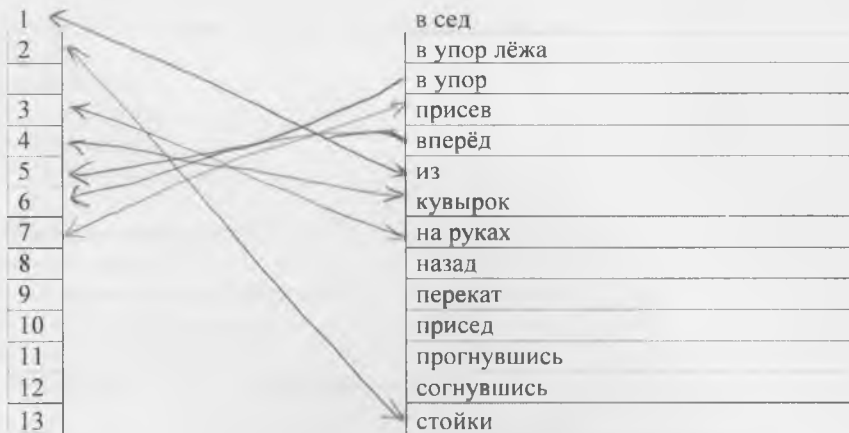 1 в сед
2 в упор лёжа
в упор
3 присев
4 вперёд
5 из
6 кувырок
7 на руках
8 назад
9 перекат
10 присед
11 прогнувшись
12 согнувшись
13 стойки